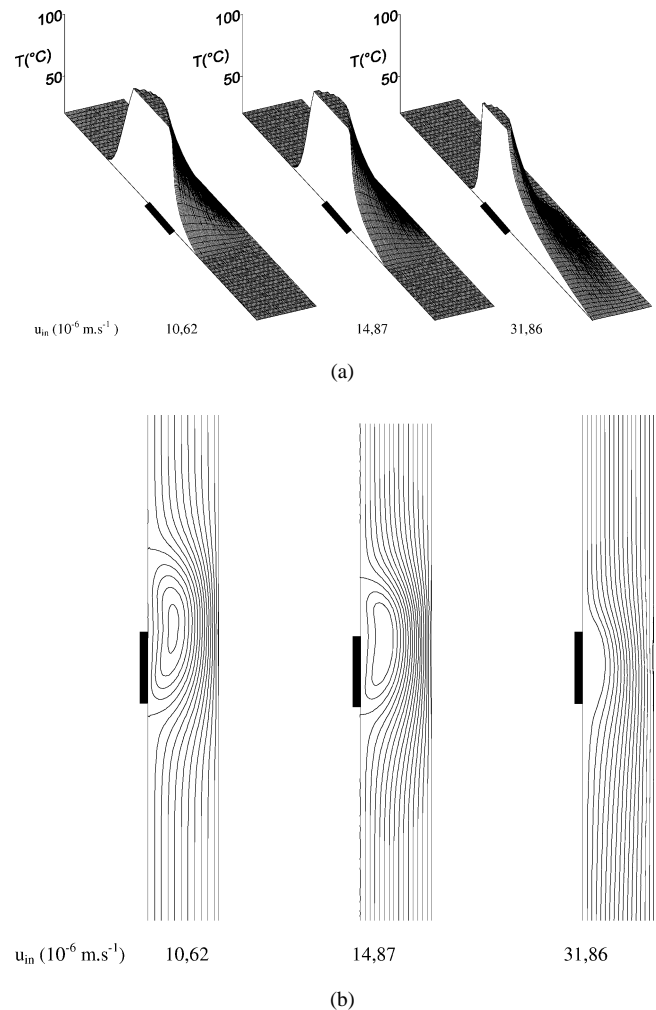 100 100 100
T(°C) T(°C) T(°C)
50 50 50
u_in (10^-6 m.s^-1 ) 10,62 14,87 31,86
(a)
u_in (10^-6 m.s^-1) 10,62 14,87 31,86
(b)